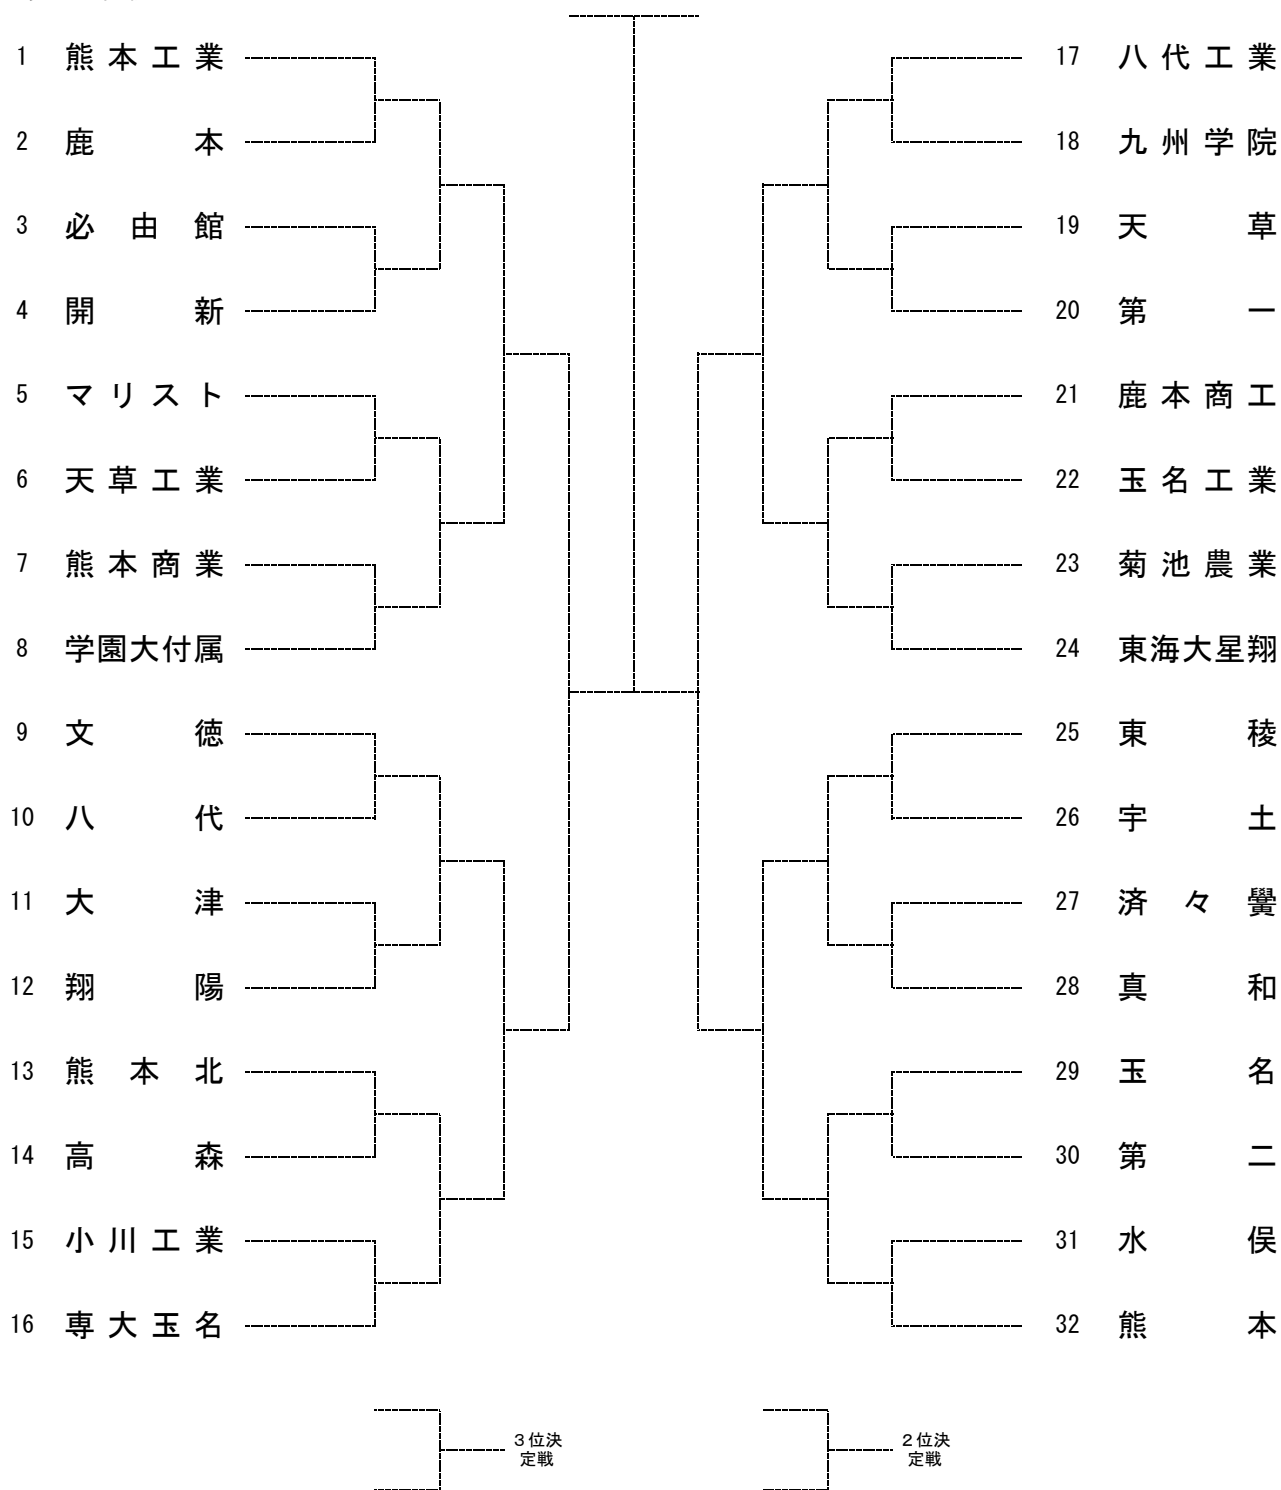 1 熊本工業
2 鹿本
3 必由館
4 開新
5 マリスト
6 天草工業
7 熊本商業
8 学園大付属
9 文徳
10 八代
11 大津
12 翔陽
13 熊本北
14 高森
15 小川工業
16 専大玉名
17 八代工業
18 九州学院
19 天草
20 第一
21 鹿本商工
22 玉名工業
23 菊池農業
24 東海大星翔
25 東稜
26 宇土
27 済々黌
28 真和
29 玉名
30 第二
31 水俣
32 熊本
3位決
定戦
2位決
定戦